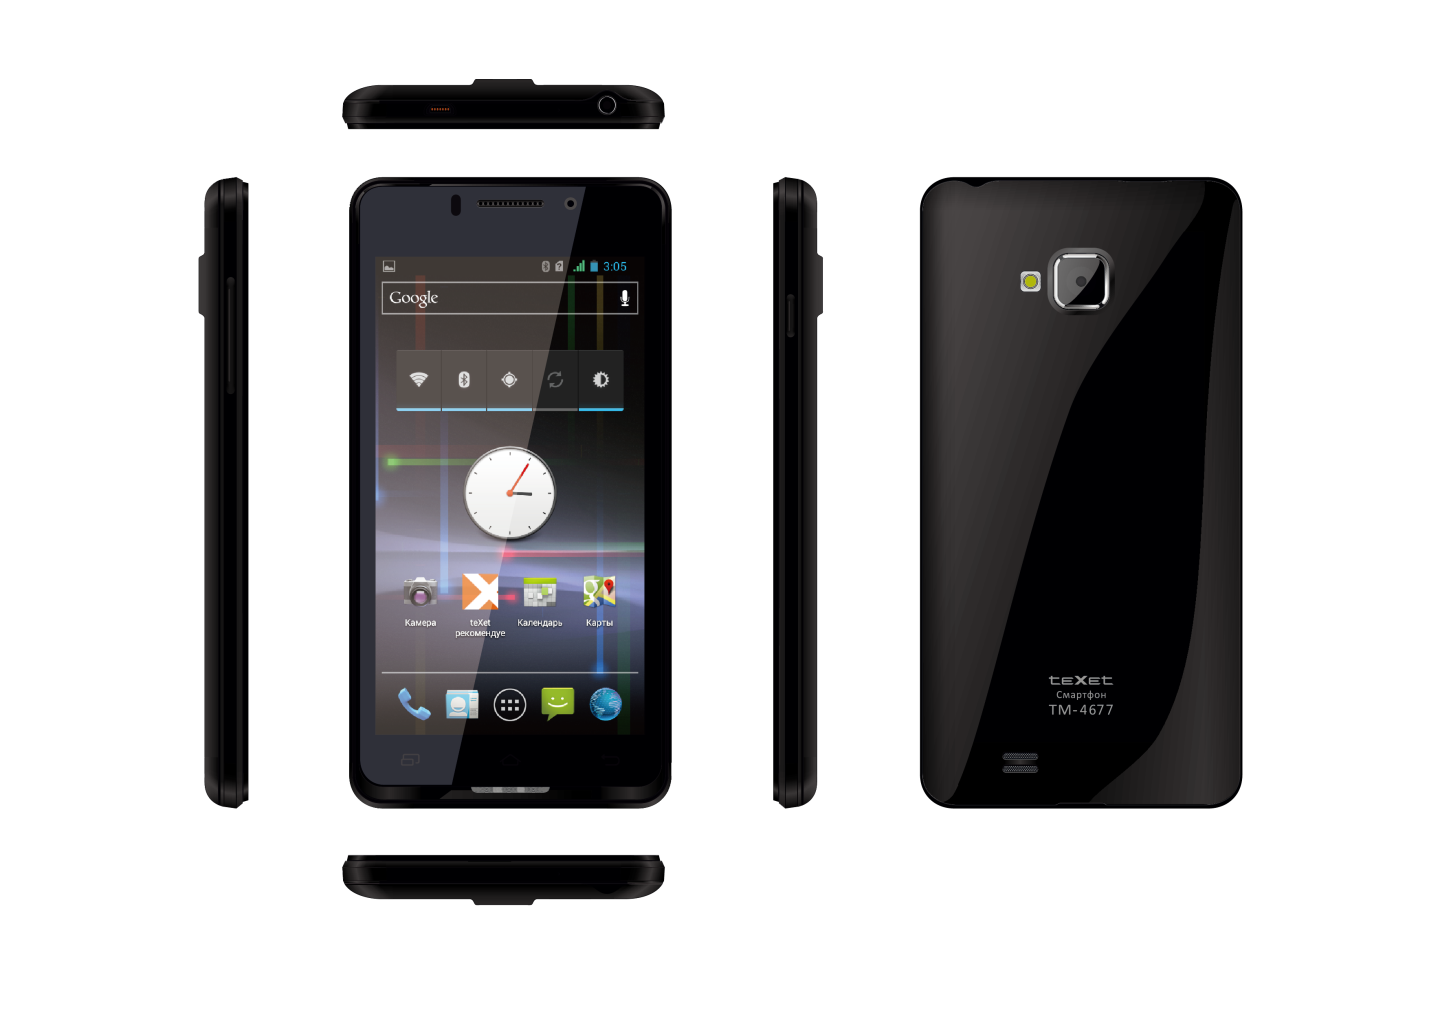 3:05
Google
Камера
teXet
рекомендуе
Календарь
Карты
teXet
Смартфон
TM-4677